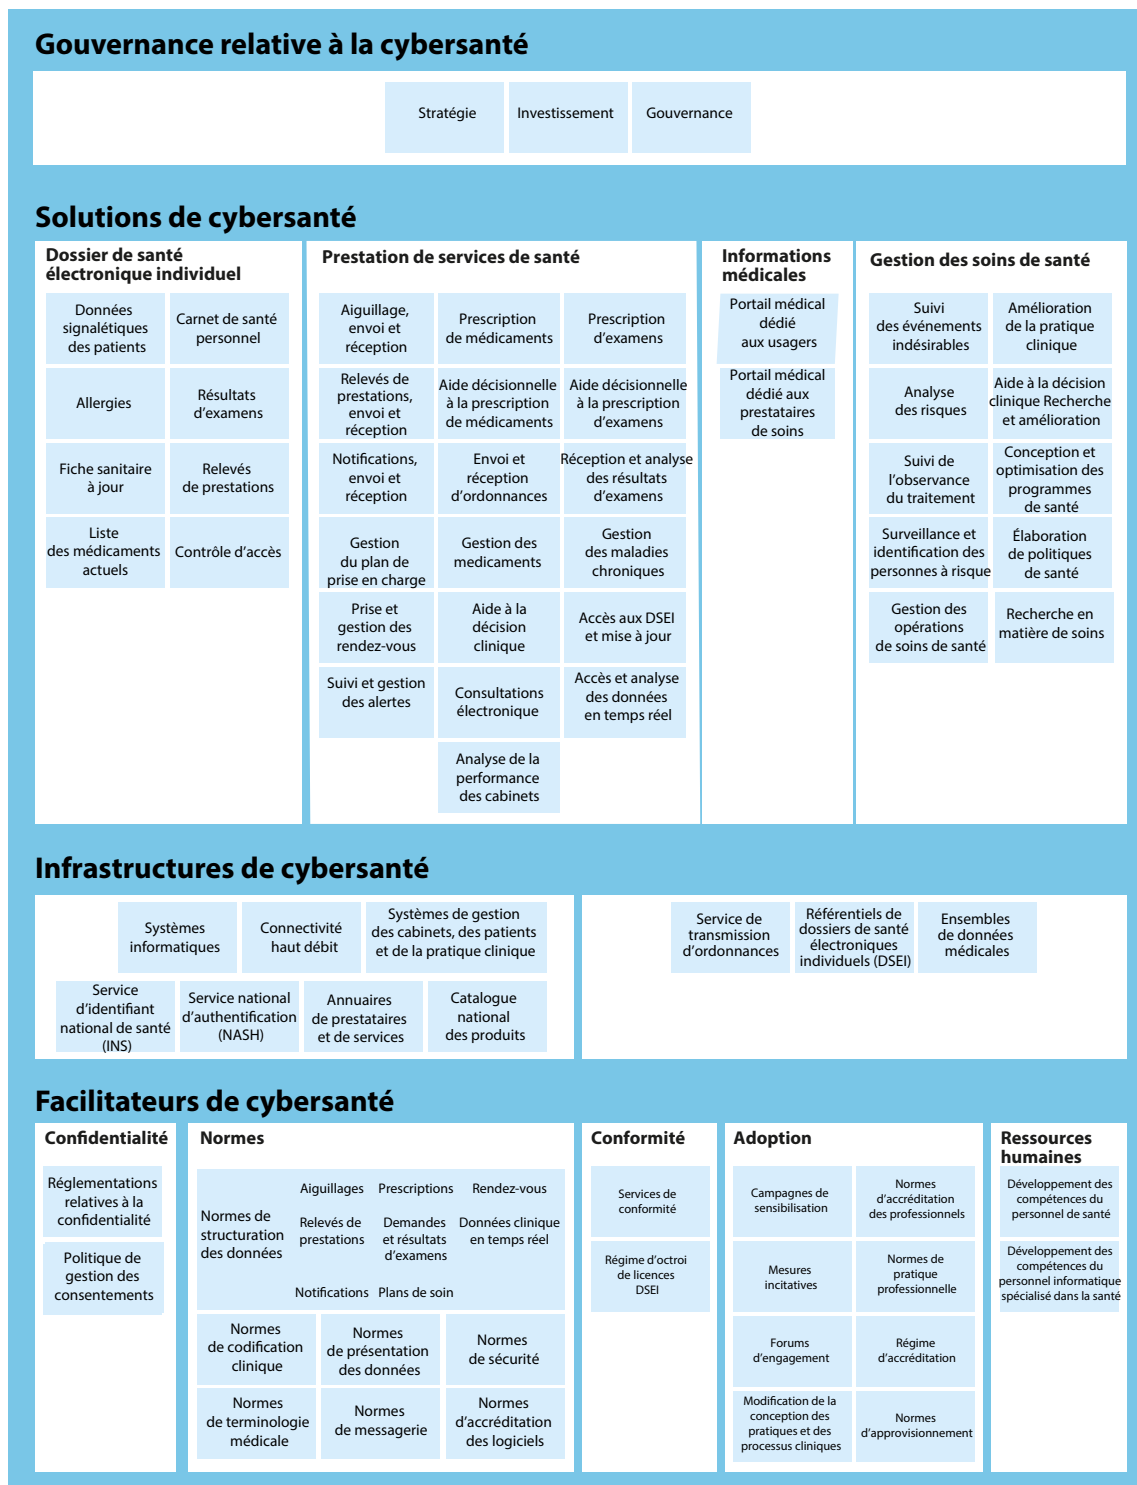 Gouvernance relative à la cybersanté
Stratégie
Investissement
Gouvernance
Solutions de cybersanté
Dossier de santé
électronique individuel
Données
signalétiques
des patients
Carnet de santé
personnel
Allergies
Résultats
d'examens
Fiche sanitaire
à jour
Relevés
de prestations
Liste
des médicaments
actuels
Contrôle d'accès
Prestation de services de santé
Aiguillage,
envoi et
réception
Prescription
de médicaments
Prescription
d'examens
Relevés de
prestations,
envoi et
réception
Aide décisionnelle
à la prescription
de médicaments
Aide décisionnelle
à la prescription
d'examens
Notifications,
envoi et
réception
Envoi et
réception
d'ordonnances
Réception et analyse
des résultats
d'examens
Gestion
du plan de
prise en charge
Gestion des
medicaments
Gestion
des maladies
chroniques
Prise et
gestion des
rendez-vous
Aide à la
décision
clinique
Accès aux DSEI
et mise à jour
Suivi et gestion
des alertes
Consultations
électronique
Accès et analyse
des données
en temps réel
Analyse de la
performance
des cabinets
Informations
médicales
Portail médical
dédié
aux usagers
Portail médical
dédié aux
prestataires
de soins
Gestion des soins de santé
Suivi
des événements
indésirables
Amélioration
de la pratique
clinique
Analyse
des risques
Aide à la décision
clinique Recherche
et amélioration
Suivi de
l'observance
du traitement
Conception et
optimisation des
programmes
de santé
Surveillance et
identification des
personnes à risque
Élaboration
de politiques
de santé
Gestion des
opérations
de soins de santé
Recherche en
matière de soins
Infrastructures de cybersanté
Systèmes
informatiques
Connectivité
haut débit
Systèmes de gestion
des cabinets, des patients
et de la pratique clinique
Service
d'identifiant
national de santé
(INS)
Service national
d'authentification
(NASH)
Annuaires
de prestataires
et de services
Catalogue
national
des produits
Service de
transmission
d'ordonnances
Référentiels de
dossiers de santé
électroniques
individuels (DSEI)
Ensembles
de données
médicales
Facilitateurs de cybersanté
Confidentialité
Réglementations
relatives à la
confidentialité
Politique de
gestion des
consentements
Normes
Normes de
structuration
des données
Aiguillages
Prescriptions
Rendez-vous
Relevés de
prestations
Demandes
et résultats
d'examens
Données clinique
en temps réel
Notifications
Plans de soin
Normes
de codification
clinique
Normes
de présentation
des données
Normes
de sécurité
Normes
de terminologie
médicale
Normes
de messagerie
Normes
d'accréditation
des logiciels
Conformité
Services de
conformité
Régime d'octroi
de licences
DSEI
Adoption
Campagnes de
sensibilisation
Normes
d'accréditation
des professionnels
Mesures
incitatives
Normes de
pratique
professionnelle
Forums
d'engagement
Régime
d'accréditation
Modification de la
conception des
pratiques et des
processus cliniques
Normes
d'approvisionnement
Ressources
humaines
Développement des
compétences du
personnel de santé
Développement des
compétences du
personnel informatique
spécialisé dans la santé